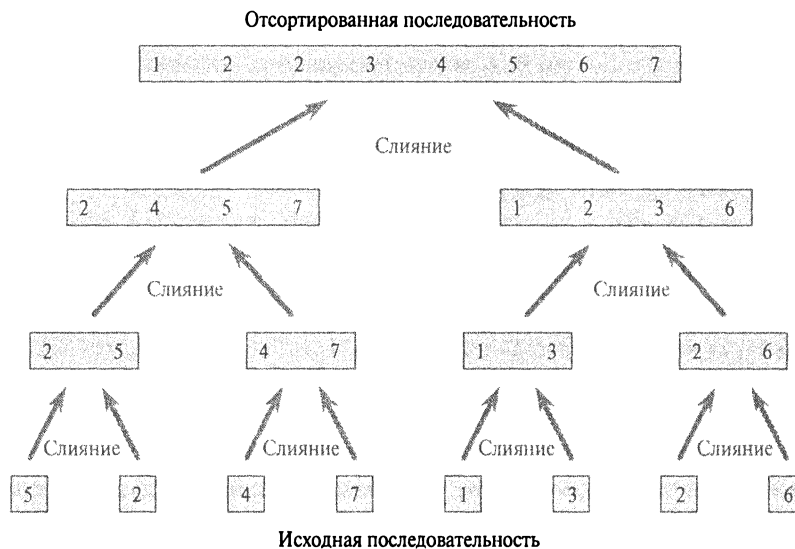 Отсортированная последовательность
1 2 2 3 4 5 6 7
Слияние
2 4 5 7
1 2 3 6
Слияние
Слияние
2 5
4 7
1 3
2 6
Слияние
Слияние
Слияние
Слияние
5
2
4
7
1
3
2
6
Исходная последовательность